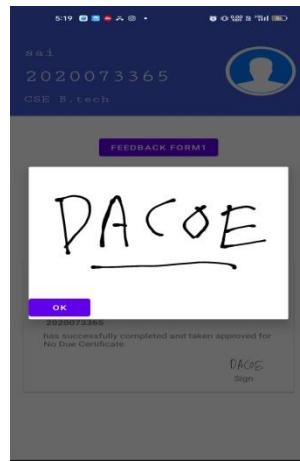 5:19
sai
2020073365
CSE B.tech
FEEDBACK FORM1
DACOE
OK
2020073365
has successfully completed and taken approved for
No Due Certificate
DACOE
Sign